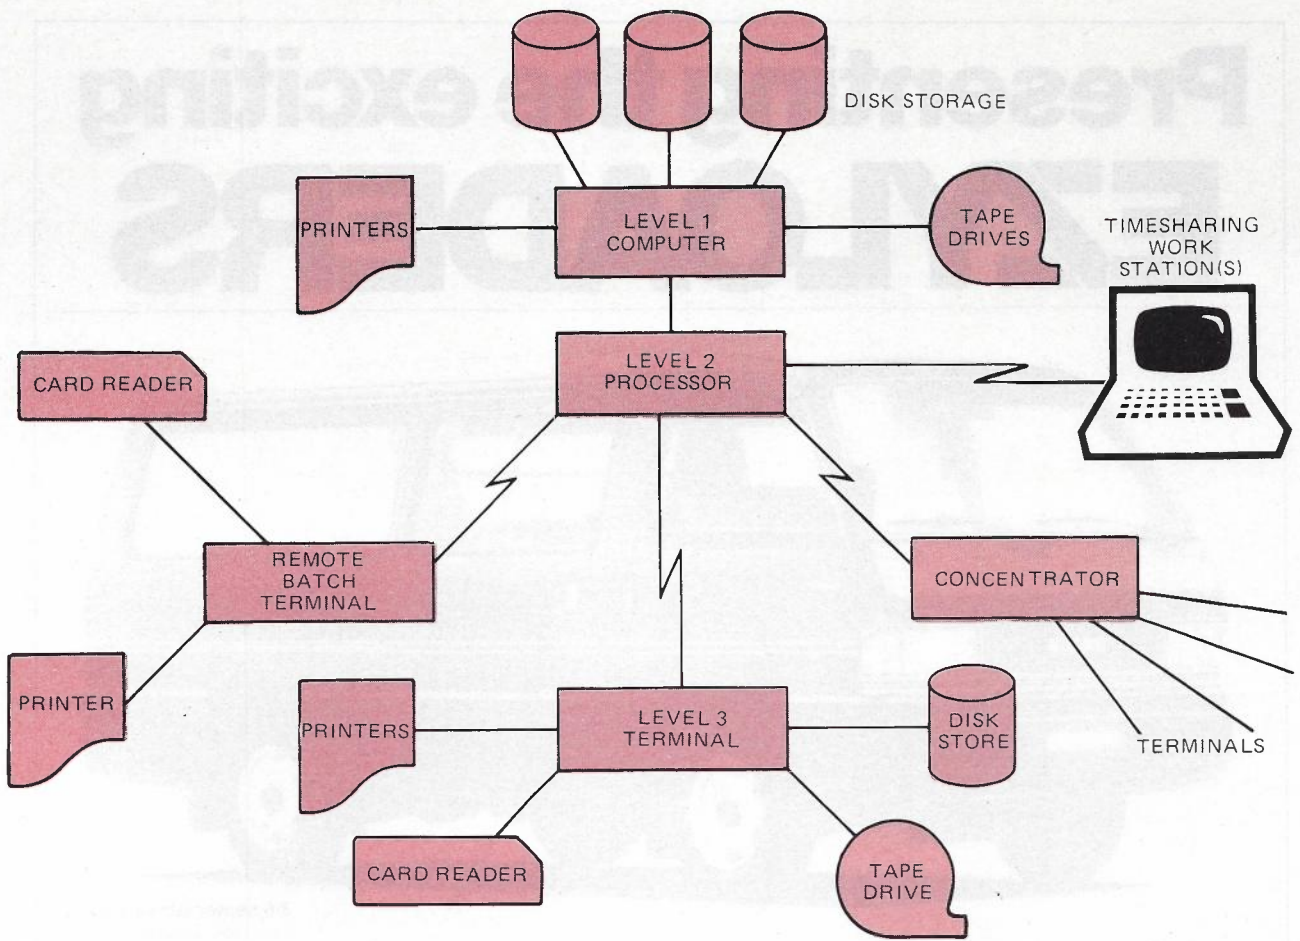 DISK STORAGE
PRINTERS
LEVEL 1
COMPUTER
TAPE
DRIVES
TIMESHARING
WORK
STATION(S)
LEVEL 2
PROCESSOR
CARD READER
REMOTE
BATCH
TERMINAL
CONCENTRATOR
PRINTER
PRINTERS
LEVEL 3
TERMINAL
DISK
STORE
TERMINALS
CARD READER
TAPE
DRIVE